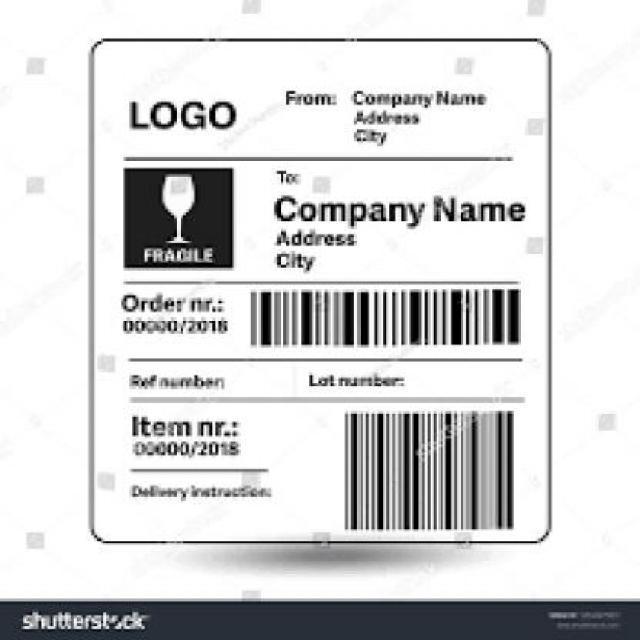 LOGO
From: Company Name
Address
City
To:
Company Name
Address
City
FRAGILE
Order nr.:
00000/2018
Ref number:
Lot number:
Item nr.:
00000/2018
Delivery instruction:
shutterstock